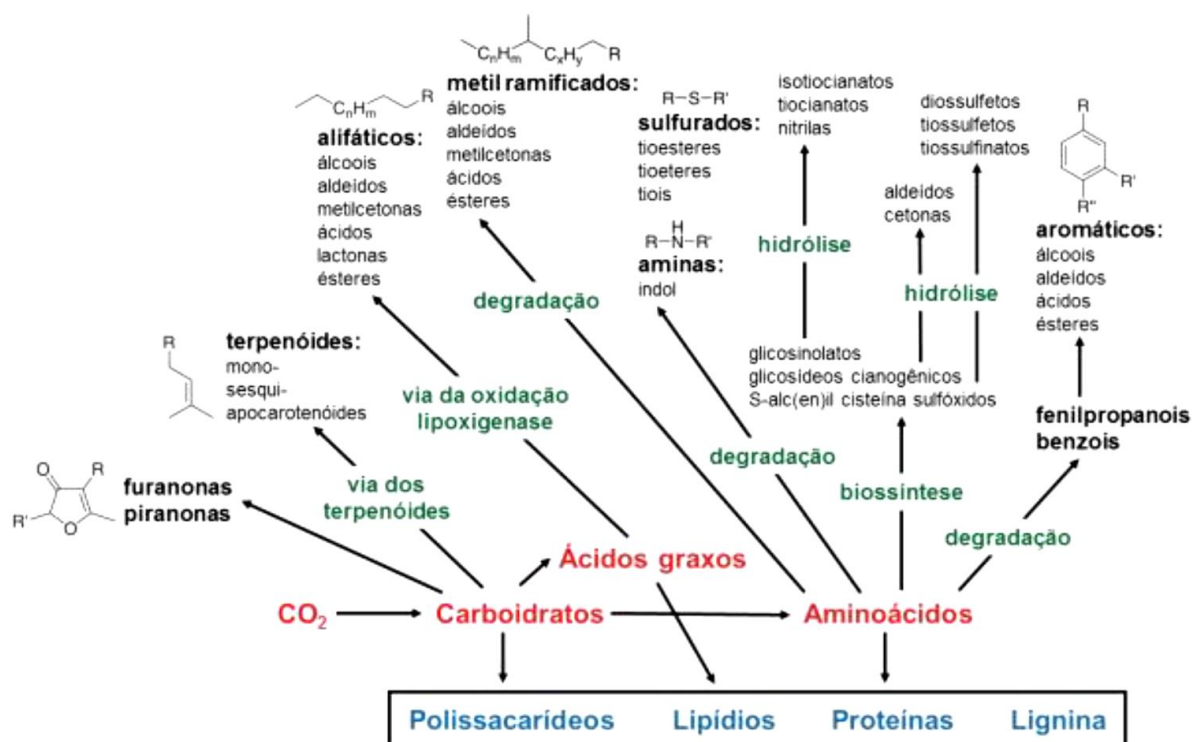 CnHm
CxHy
R
metil ramificados:
álcoois
aldeídos
metilcetonas
ácidos
ésteres
CnHm
R
alifáticos:
álcoois
aldeídos
metilcetonas
ácidos
lactonas
ésteres
R-S-R'
sulfurados:
tioesteres
tioeteres
tiois
H
R-N-R'
aminas:
indol
isotiocianatos
tiocianatos
nitrilas
hidrólise
diossulfetos
tiossulfetos
tiossulfinatos
aldeídos
cetonas
hidrólise
R
R'
R"
aromáticos:
álcoois
aldeídos
ácidos
ésteres
degradação
R
terpenóides:
mono-
sesqui-
apocarotenóides
via da oxidação
lipoxigenase
glicosinolatos
glicosídeos cianogênicos
S-alc(en)il cisteína sulfóxidos
fenilpropanois
benzois
O
R
R'
O
furanonas
piranonas
via dos
terpenóides
degradação
biossíntese
degradação
Ácidos graxos
CO₂
Carboidratos
Aminoácidos
Polissacarídeos
Lipídios
Proteínas
Lignina